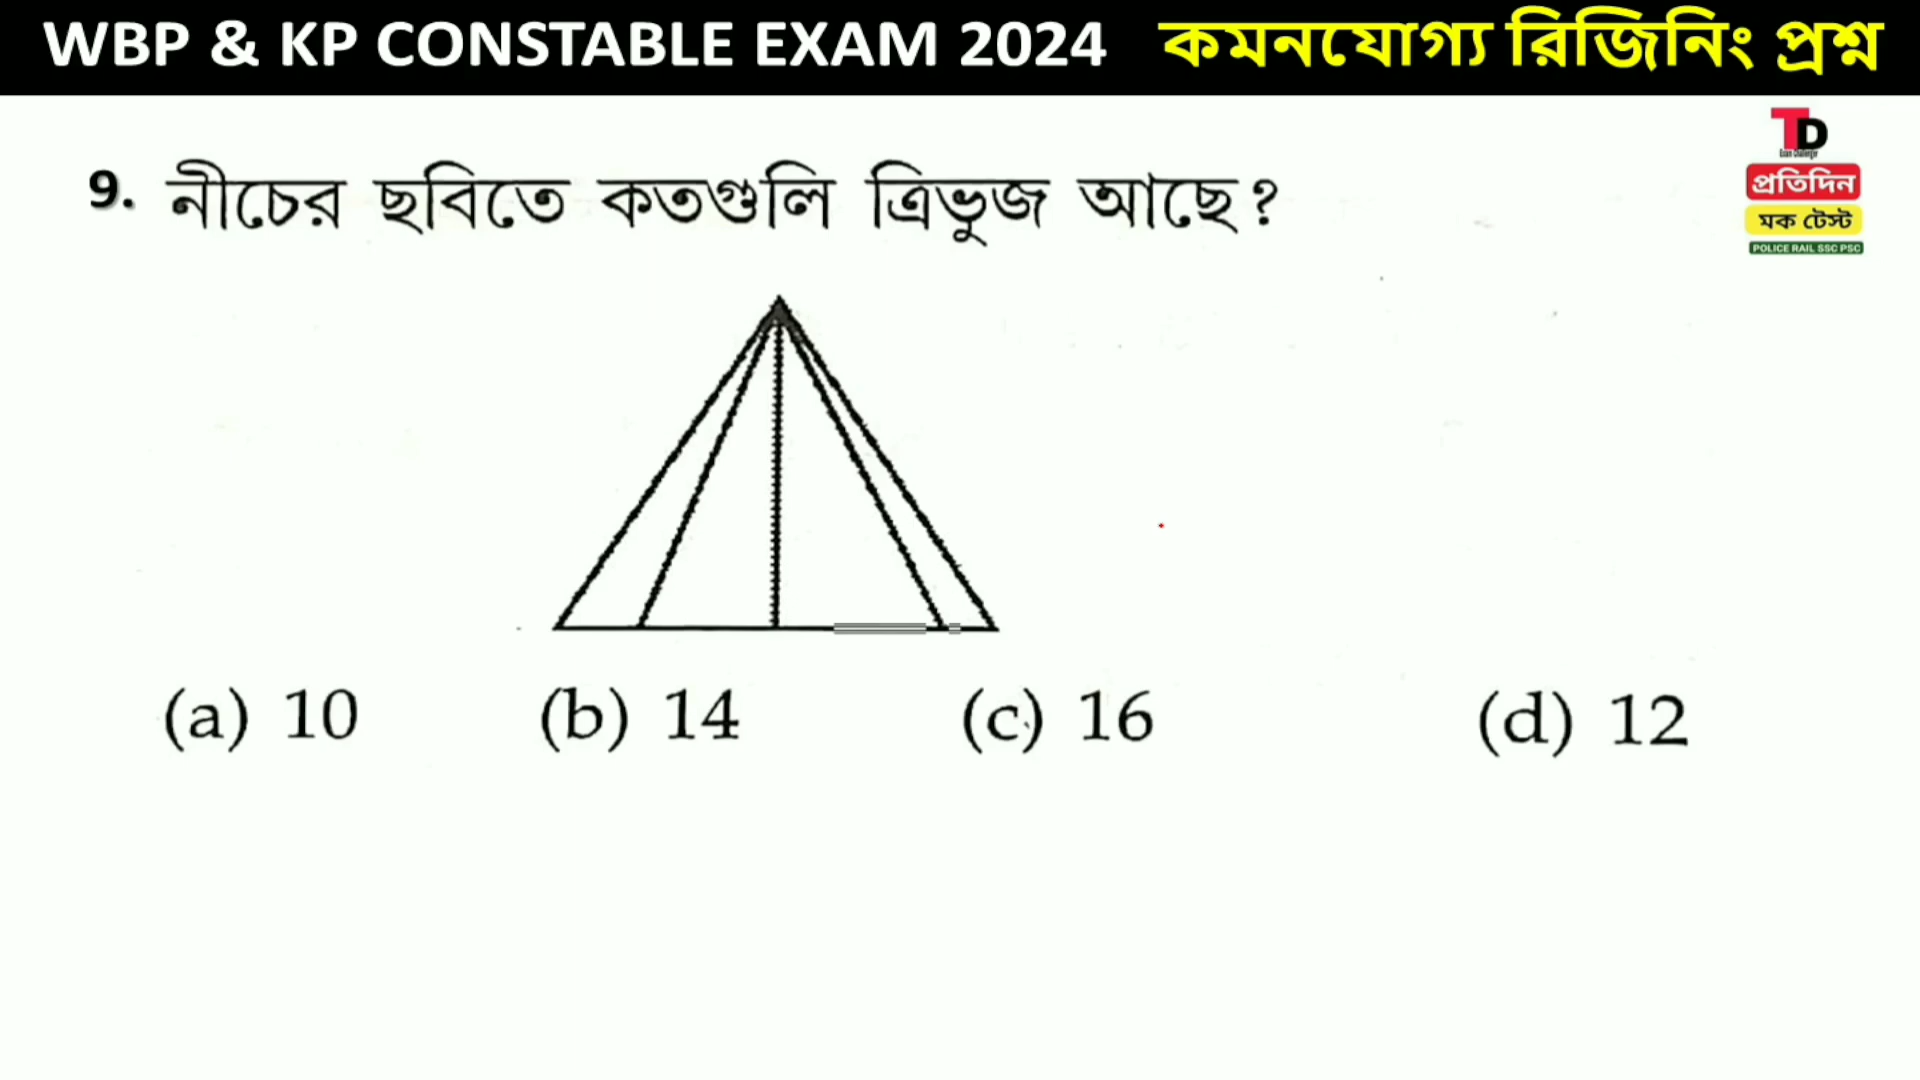 WBP & KP CONSTABLE EXAM 2024 কমনযোগ্য রিজিনিং প্রশ্ন
TD
প্রতিদিন
মক টেস্ট
POLICE RAIL SSC PSC
9. নীচের ছবিতে কতগুলি ত্রিভুজ আছে?
(a) 10 (b) 14 (c) 16 (d) 12